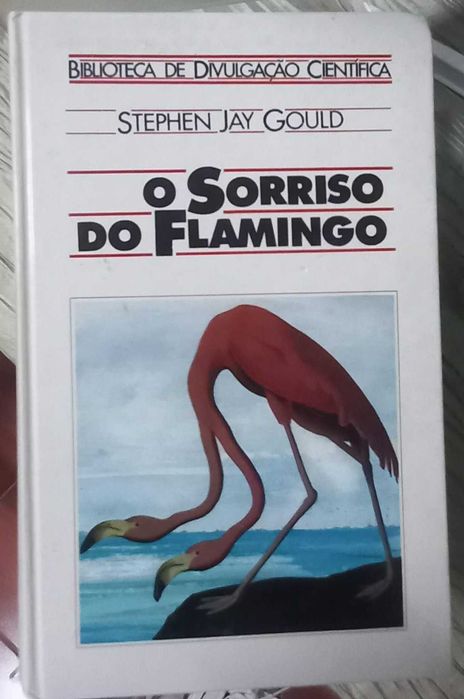 BIBLIOTECA DE DIVULGAÇÃO CIENTÍFICA
STEPHEN JAY GOULD
O SORRISO
DO FLAMINGO